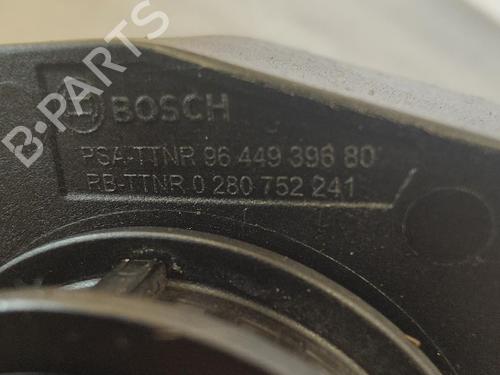 BOSCH
PSA-TTNR 96 449 396 80
RB-TTNR 0 280 752 241
B-PARTS